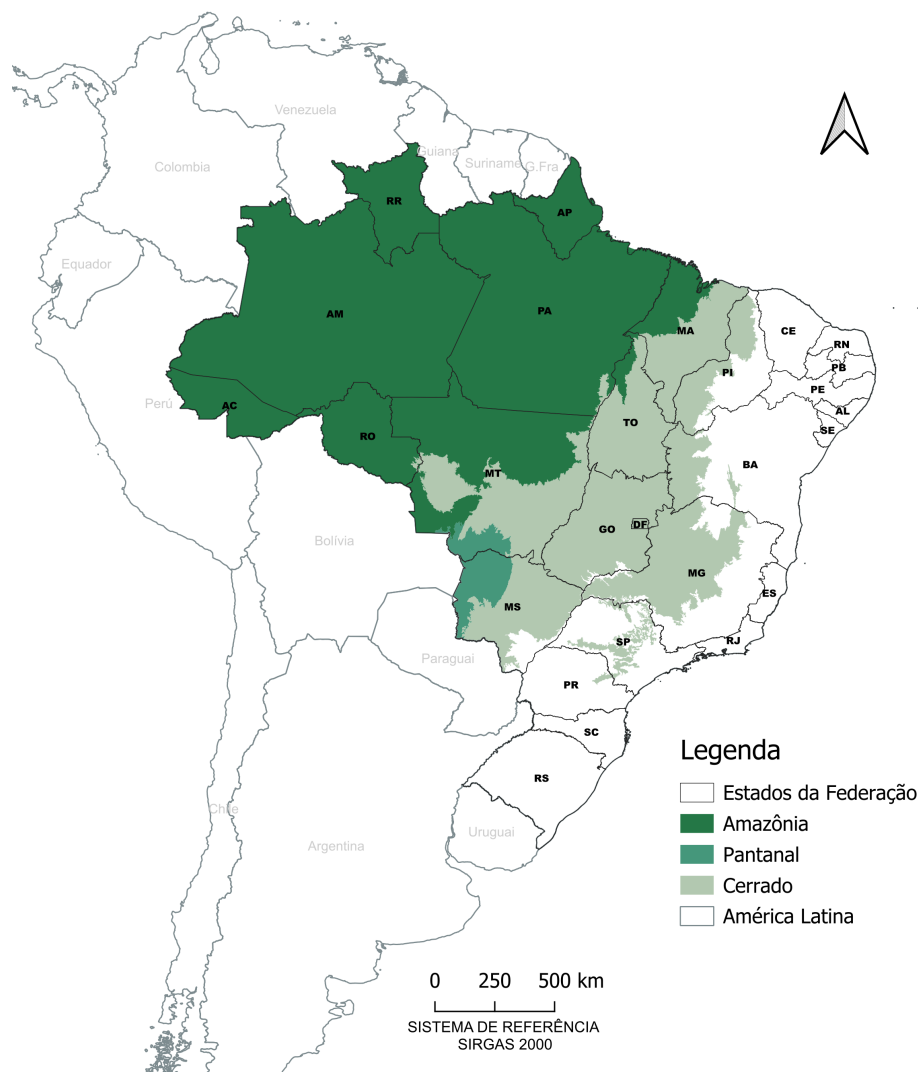 Venezuela
Guiana
Suriname
G.Fra
Colombia
RR
AP
Equador
AM
PA
MA
CE
RN
PB
PI
PE
AL
SE
Perú
AC
RO
TO
MT
BA
Bolívia
GO
DF
MG
ES
MS
SP
RJ
Paraguai
PR
SC
RS
Chile
Argentina
Uruguai
Legenda
Estados da Federação
Amazônia
Pantanal
Cerrado
América Latina
0 250 500 km
SISTEMA DE REFERÊNCIA
SIRGAS 2000